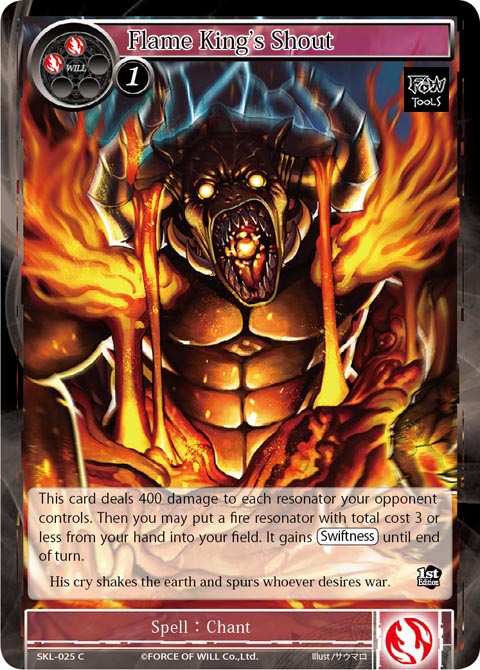 Flame King's Shout
WILL
1
FOW
TOOLS
This card deals 400 damage to each resonator your opponent
controls. Then you may put a fire resonator with total cost 3 or
less from your hand into your field. It gains Swiftness until end
of turn.
His cry shakes the earth and spurs whoever desires war.
1st
Edition
Spell : Chant
SKL-025 C ©FORCE OF WILL Co.,Ltd. Illust /サウマロ